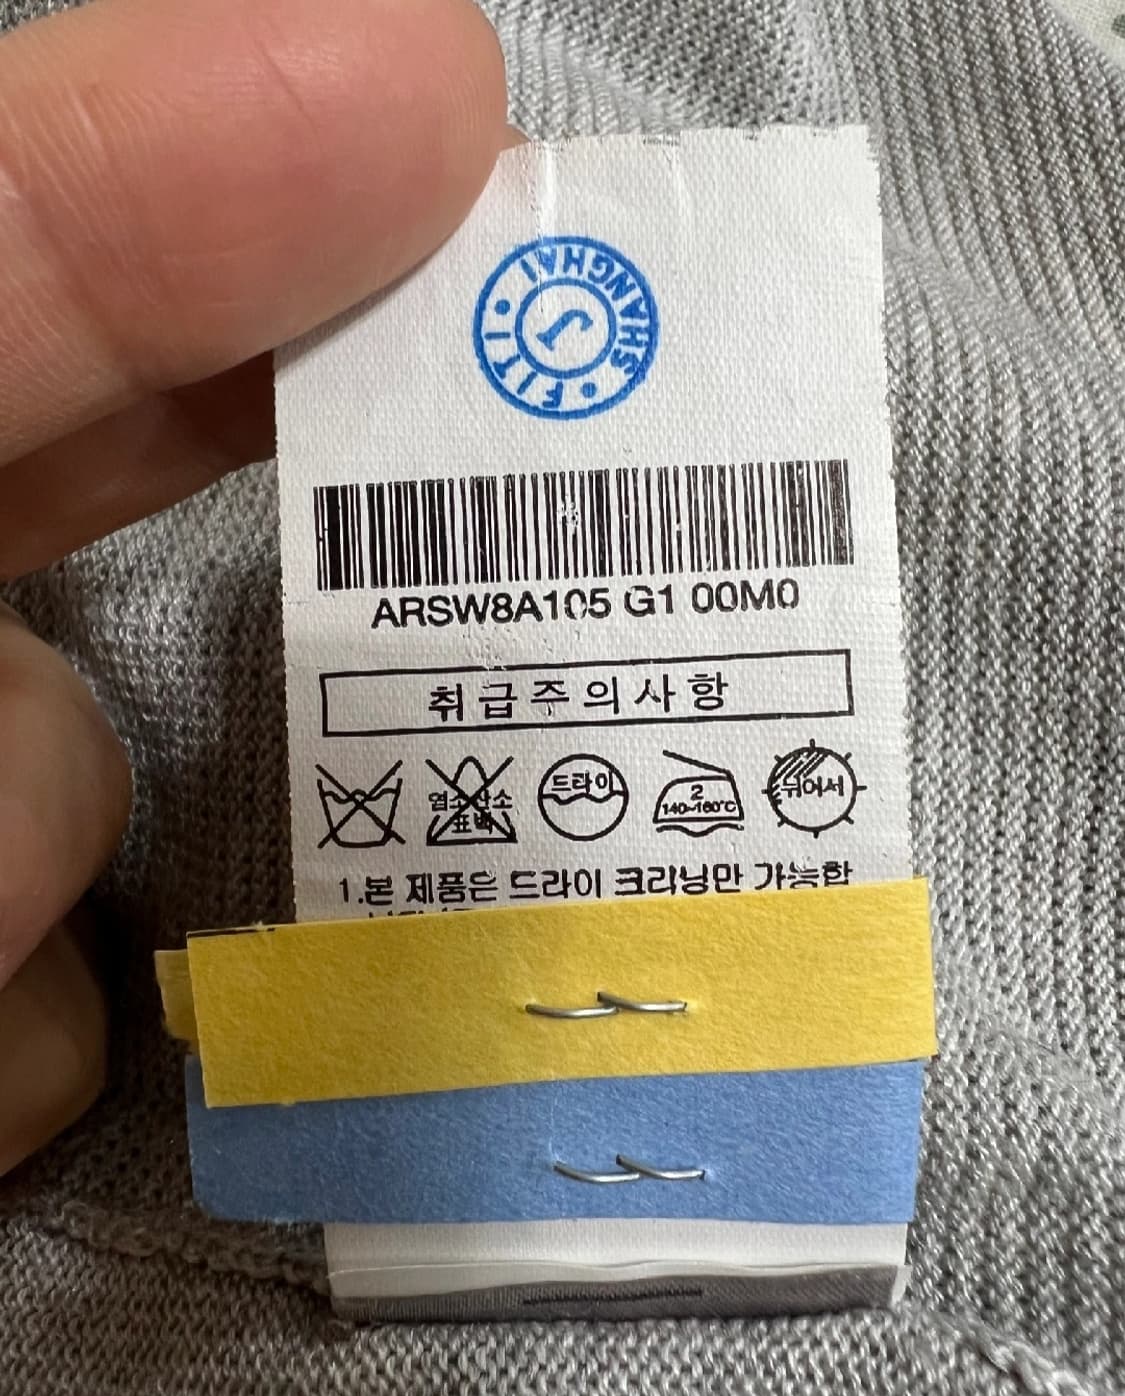 SHANGHAI
J
FITI
ARSW8A105 G1 00M0
취급주의사항
염소산소
표백
드라이
2
140~160°C
뉘어서
1.본 제품은 드라이 크리닝만 가능합